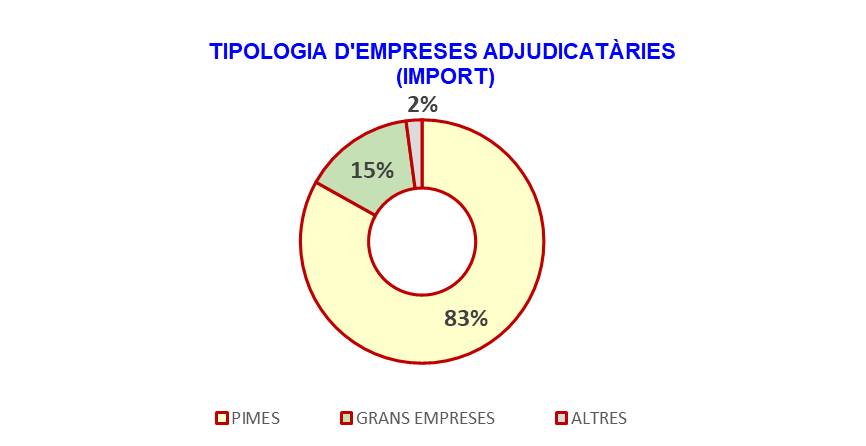 TIPOLOGIA D'EMPRESES ADJUDICATÀRIES
(IMPORT)
2%
15%
83%
PIMES
GRANS EMPRESES
ALTRES